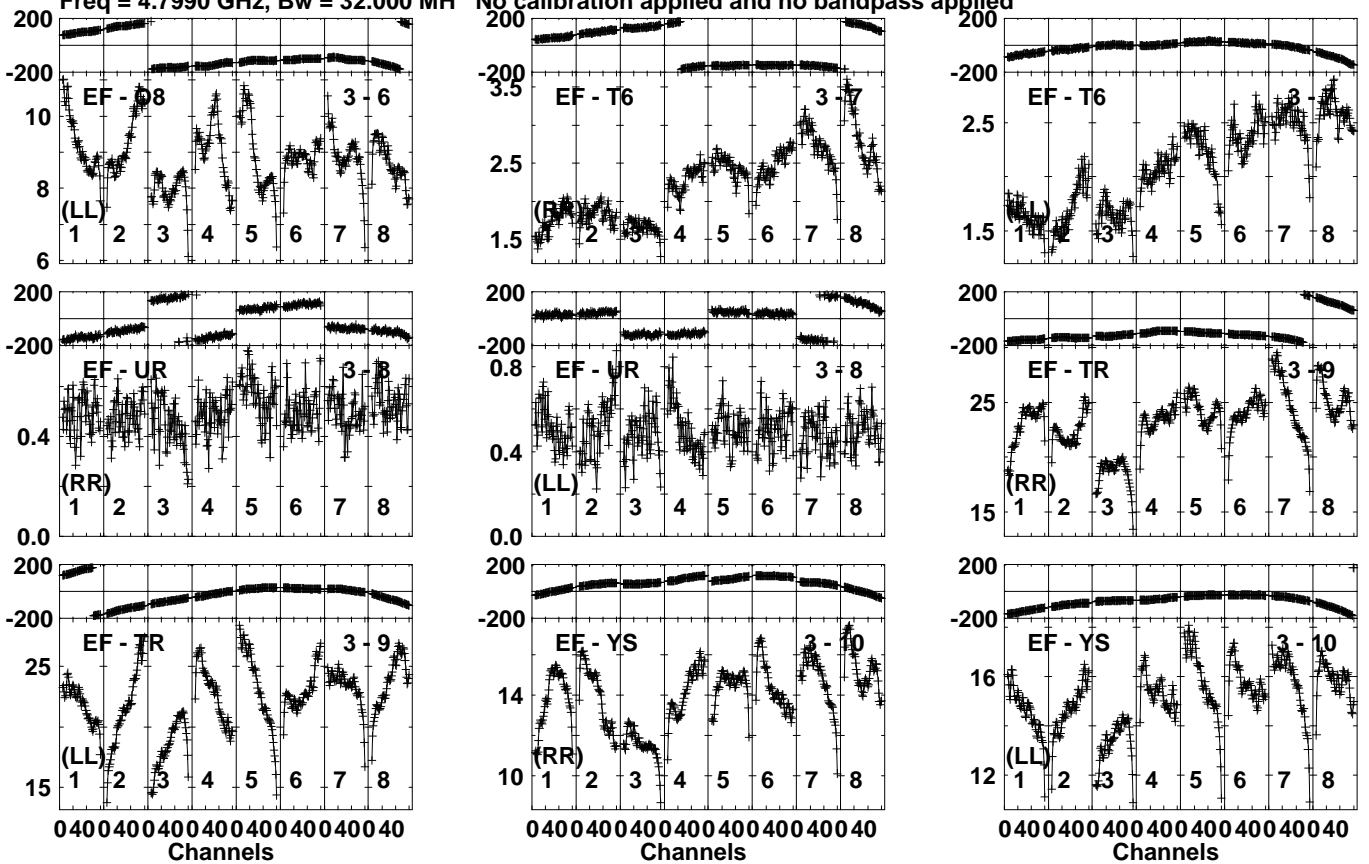 Freq = 4.7990 GHz, Bw = 32.000 MH No calibration applied and no bandpass applied
200 200 200
-200 -200 -200
EF - O8 3 - 6 EF - T6 3 - 7 EF - T6 3 -
10 3.5 2.5
8 2.5
(LL) (RR) (LL)
1 2 3 4 5 6 7 8 1 2 3 4 5 6 7 8 1 2 3 4 5 6 7 8
6 1.5 1.5
200 200 200
-200 -200 -200
EF - UR 3 - 8 EF - UR 3 - 8 EF - TR 3 - 9
0.8 25
0.4 0.4
(RR) (LL) (RR)
1 2 3 4 5 6 7 8 1 2 3 4 5 6 7 8 1 2 3 4 5 6 7 8
0.0 0.0 15
200 200 200
-200 -200 -200
EF - TR 3 - 9 EF - YS 3 - 10 EF - YS 3 - 10
25 14 16
(LL) (RR) (LL)
1 2 3 4 5 6 7 8 1 2 3 4 5 6 7 8 1 2 3 4 5 6 7 8
15 10 12
0 40 0 40 0 40 0 40 0 40 0 40 0 40 0 40 0 40 0 40 0 40 0 40 0 40 0 40 0 40 0 40 0 40 0 40 0 40 0 40 0 40 0 40 0 40 0 40
Channels Channels Channels